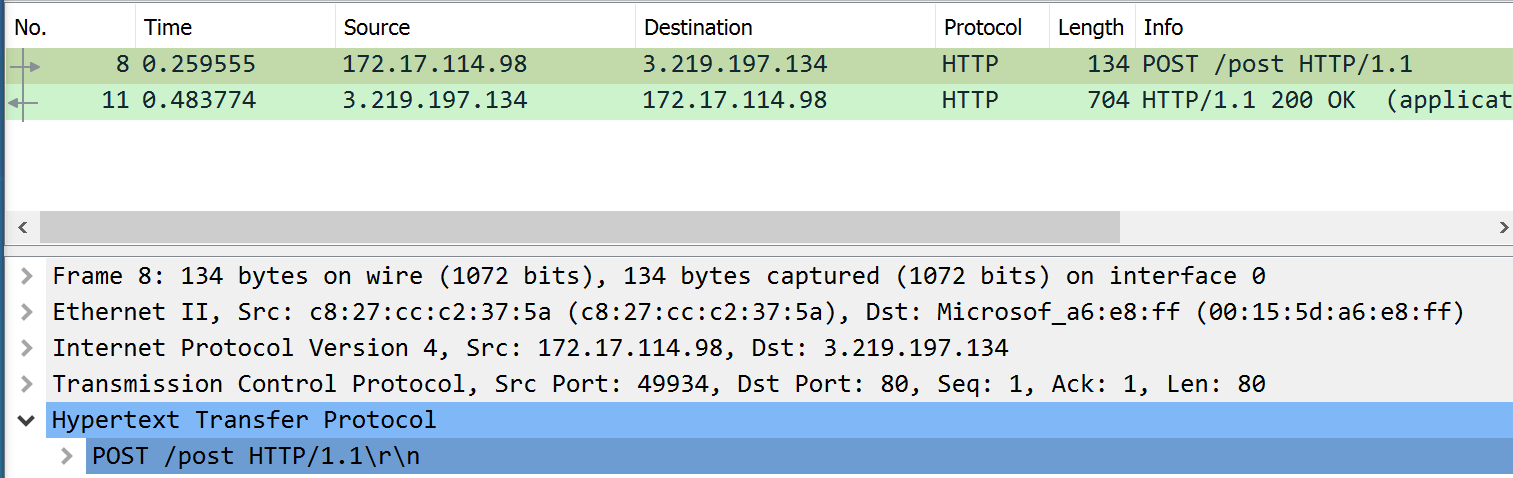 No. Time Source Destination Protocol Length Info
8 0.259555 172.17.114.98 3.219.197.134 HTTP 134 POST /post HTTP/1.1
11 0.483774 3.219.197.134 172.17.114.98 HTTP 704 HTTP/1.1 200 OK (applicat
Frame 8: 134 bytes on wire (1072 bits), 134 bytes captured (1072 bits) on interface 0
Ethernet II, Src: c8:27:cc:c2:37:5a (c8:27:cc:c2:37:5a), Dst: Microsof_a6:e8:ff (00:15:5d:a6:e8:ff)
Internet Protocol Version 4, Src: 172.17.114.98, Dst: 3.219.197.134
Transmission Control Protocol, Src Port: 49934, Dst Port: 80, Seq: 1, Ack: 1, Len: 80
Hypertext Transfer Protocol
POST /post HTTP/1.1\r\n